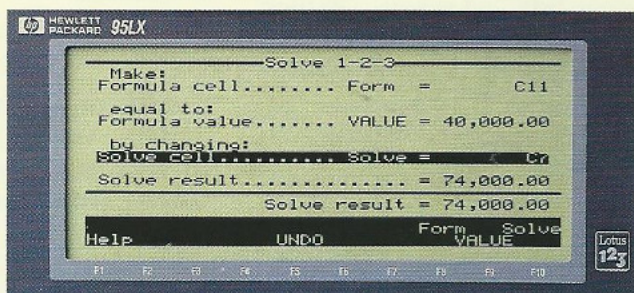 hp HEWLETT PACKARD 95LX
Solve 1-2-3
Make:
Formula cell........ Form = C11
equal to:
Formula value....... VALUE = 40,000.00
by changing:
Solve cell.......... Solve = C7
Solve result.............. = 74,000.00
Solve result = 74,000.00
Form Solve
Help UNDO VALUE
F1 F2 F3 F4 F5 F6 F7 F8 F9 F10
Lotus
123